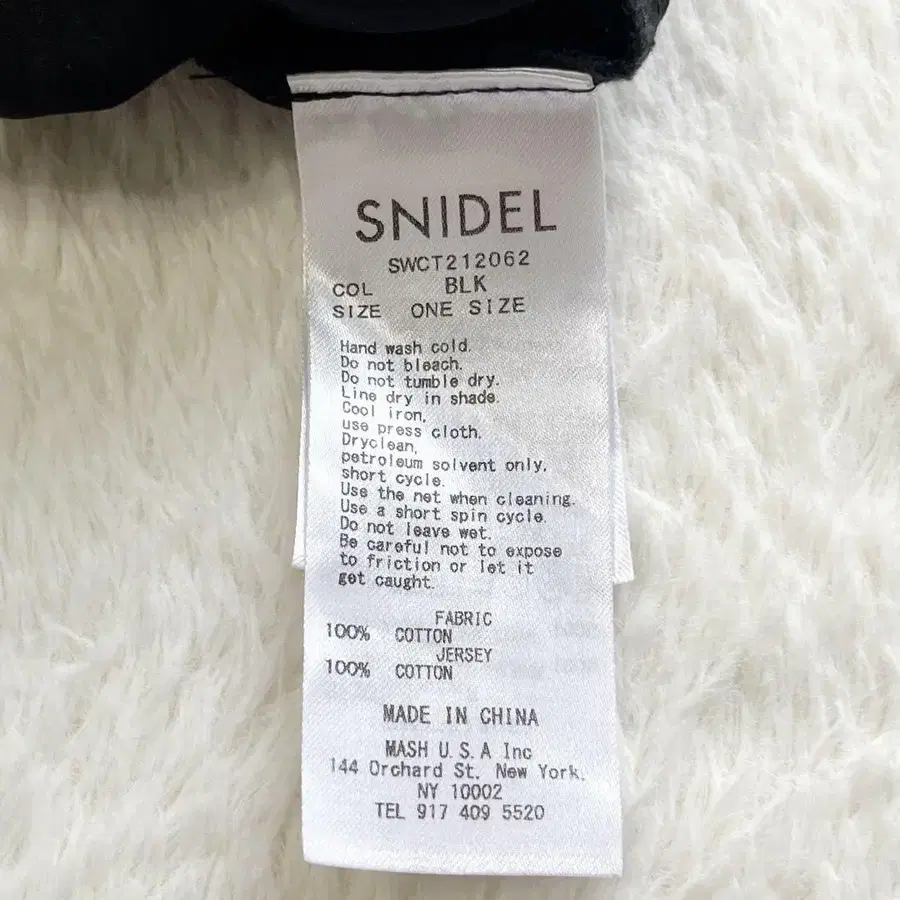 SNIDEL
SWCT212062
COL BLK
SIZE ONE SIZE
Hand wash cold.
Do not bleach.
Do not tumble dry.
Line dry in shade.
Cool iron,
use press cloth.
Dryclean,
petroleum solvent only,
short cycle.
Use the net when cleaning.
Use a short spin cycle.
Do not leave wet.
Be careful not to expose
to friction or let it
get caught.
FABRIC
100% COTTON
JERSEY
100% COTTON
MADE IN CHINA
MASH U.S.A Inc
144 Orchard St. New York,
NY 10002
TEL 917 409 5520